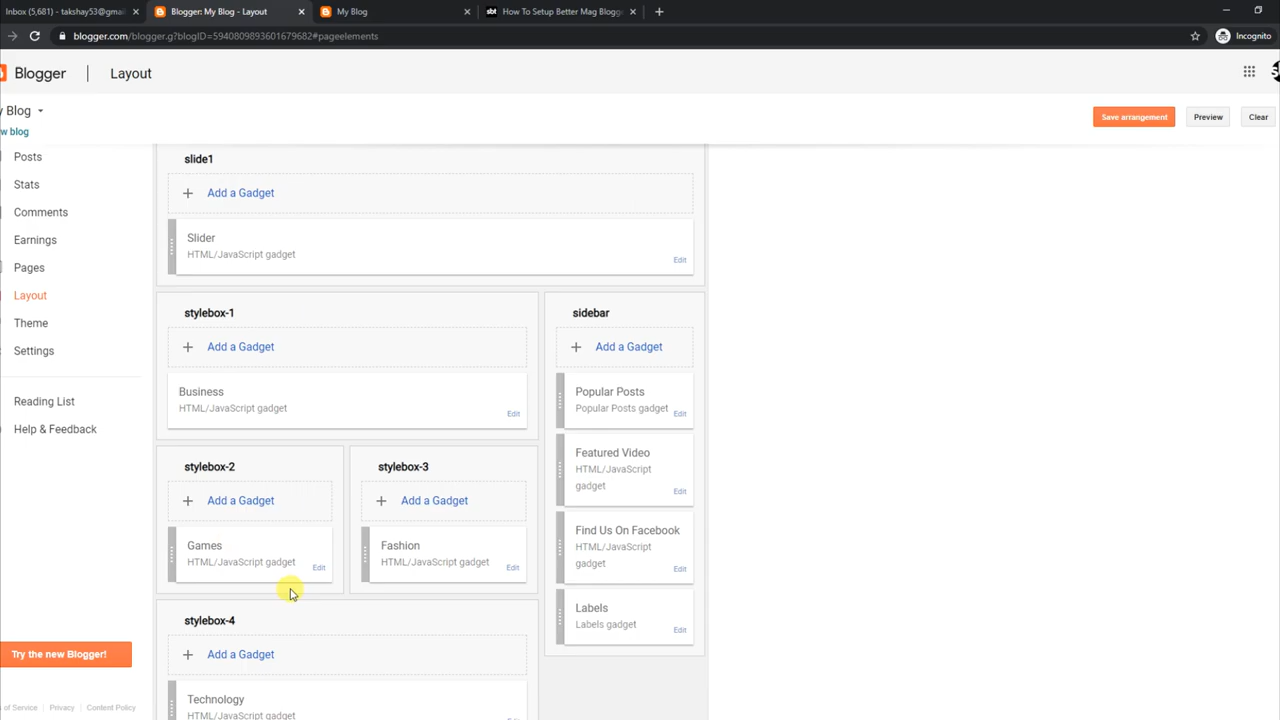 Inbox (5,681) - takshay53@gmail
Blogger: My Blog - Layout
My Blog
How To Setup Better Mag Blogg
blogger.com/blogger.g?blogID=5940809893601679682#pageelements
Incognito
Blogger
Layout
y Blog
w blog
Save arrangement
Preview
Clear
Posts
Stats
Comments
Earnings
Pages
Layout
Theme
Settings
Reading List
Help & Feedback
Try the new Blogger!
s of Service
Privacy
Content Policy
slide1
Add a Gadget
Slider
HTML/JavaScript gadget
Edit
stylebox-1
Add a Gadget
Business
HTML/JavaScript gadget
Edit
stylebox-2
Add a Gadget
Games
HTML/JavaScript gadget
Edit
stylebox-3
Add a Gadget
Fashion
HTML/JavaScript gadget
Edit
stylebox-4
Add a Gadget
Technology
HTML/JavaScript gadget
sidebar
Add a Gadget
Popular Posts
Popular Posts gadget
Edit
Featured Video
HTML/JavaScript
gadget
Edit
Find Us On Facebook
HTML/JavaScript
gadget
Edit
Labels
Labels gadget
Edit